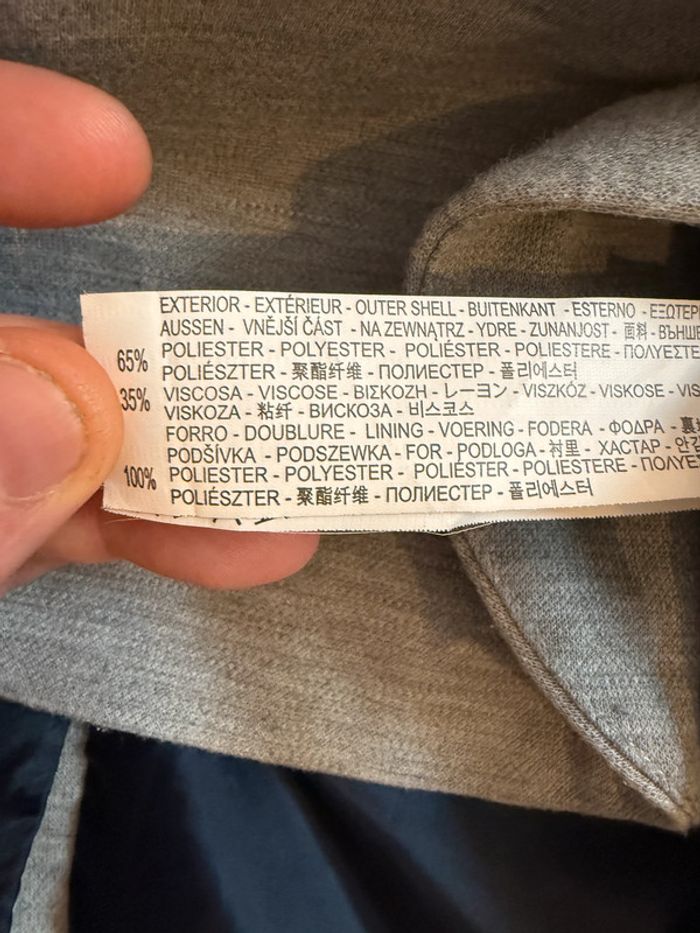 EXTERIOR - EXTÉRIEUR - OUTER SHELL - BUITENKANT - ESTERNO -
AUSSEN - VNĚJŠÍ ČÁST - NA ZEWNĄTRZ - YDRE - ZUNANJOST - 面料 -
65% POLIESTER - POLYESTER - POLIÉSTER - POLIESTERE -
POLIÉSZTER - 聚酯纤维 - ПОЛИЕСТЕР - 폴리에스터
35% VISCOSA - VISCOSE - ΒΙΣΚΟΖΗ - レーヨン - VISZKÓZ - VISKOSE -
VISKOZA - 粘纤 - ВИСКОЗА - 비스코스
FORRO - DOUBLURE - LINING - VOERING - FODERA - ΦΟΔΡΑ -
PODŠÍVKA - PODSZEWKA - FOR - PODLOGA - 衬里 - ХАСТАР -
100% POLIESTER - POLYESTER - POLIÉSTER - POLIESTERE -
POLIÉSZTER - 聚酯纤维 - ПОЛИЕСТЕР - 폴리에스터